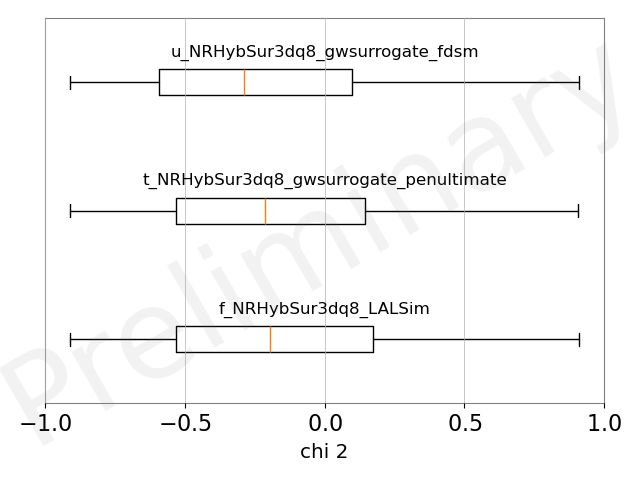 u_NRHybSur3dq8_gwsurrogate_fdsm
t_NRHybSur3dq8_gwsurrogate_penultimate
f_NRHybSur3dq8_LALSim
Preliminary
−1.0 −0.5 0.0 0.5 1.0
chi 2